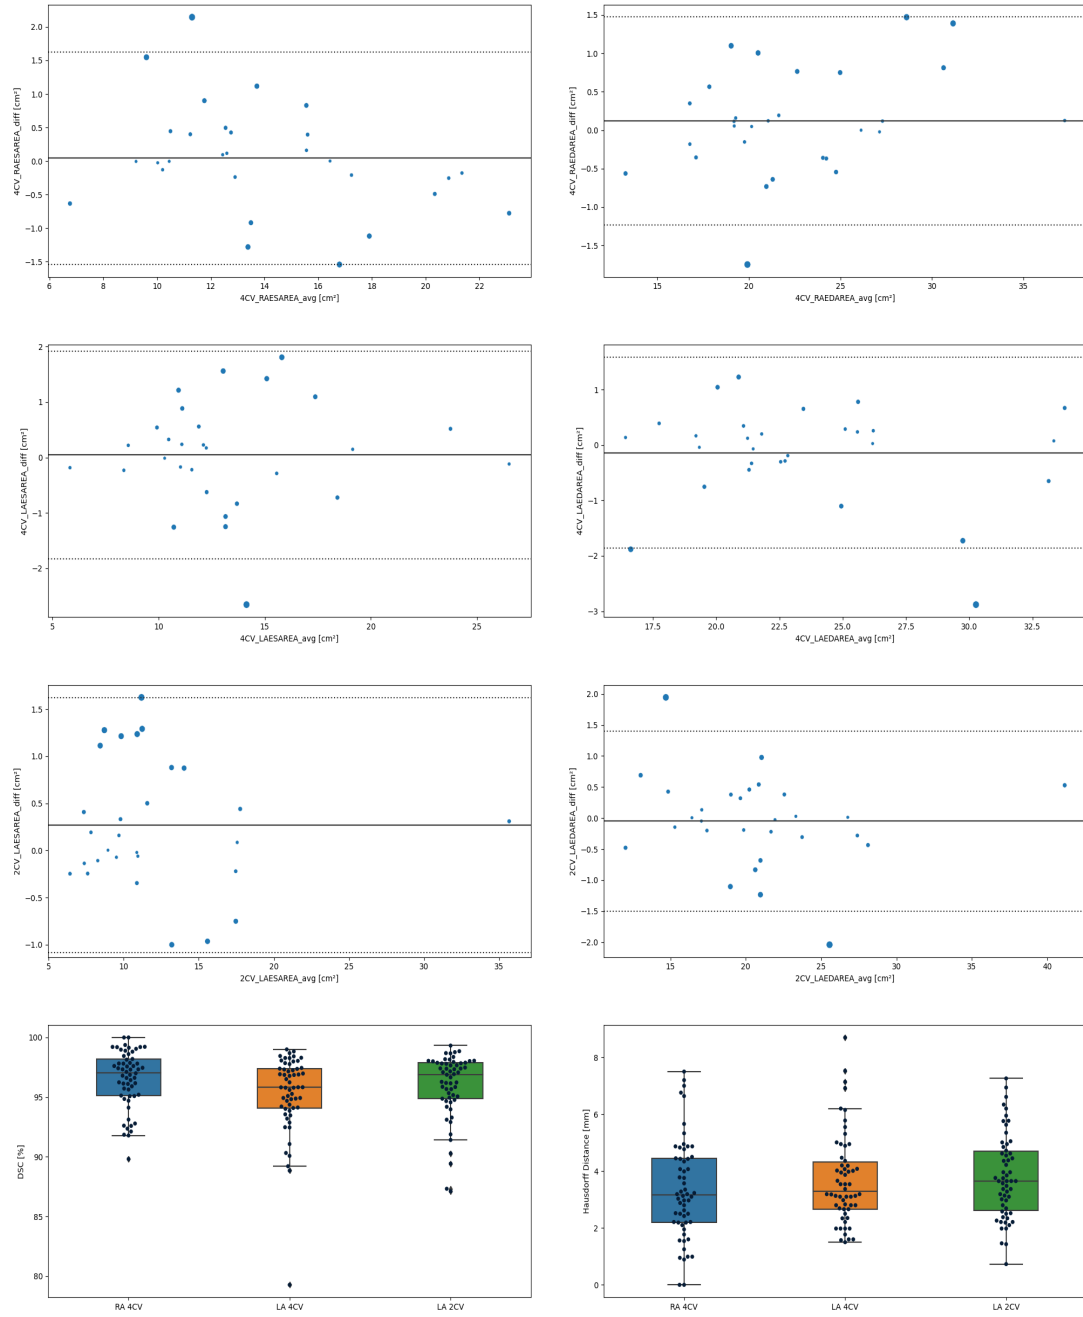 4CV_RAESAREA_diff [cm²]
2.0
1.5
1.0
0.5
0.0
−0.5
−1.0
−1.5
6 8 10 12 14 16 18 20 22
4CV_RAESAREA_avg [cm²]
4CV_RAEDAREA_diff [cm²]
1.5
1.0
0.5
0.0
−0.5
−1.0
−1.5
15 20 25 30 35
4CV_RAEDAREA_avg [cm²]
4CV_LAESAREA_diff [cm²]
2
1
0
−1
−2
5 10 15 20 25
4CV_LAESAREA_avg [cm²]
4CV_LAEDAREA_diff [cm²]
1
0
−1
−2
−3
17.5 20.0 22.5 25.0 27.5 30.0 32.5
4CV_LAEDAREA_avg [cm²]
2CV_LAESAREA_diff [cm²]
1.5
1.0
0.5
0.0
−0.5
−1.0
5 10 15 20 25 30 35
2CV_LAESAREA_avg [cm²]
2CV_LAEDAREA_diff [cm²]
2.0
1.5
1.0
0.5
0.0
−0.5
−1.0
−1.5
−2.0
15 20 25 30 35 40
2CV_LAEDAREA_avg [cm²]
DSC [%]
100
95
90
85
80
RA 4CV LA 4CV LA 2CV
Hausdorff Distance [mm]
8
6
4
2
0
RA 4CV LA 4CV LA 2CV